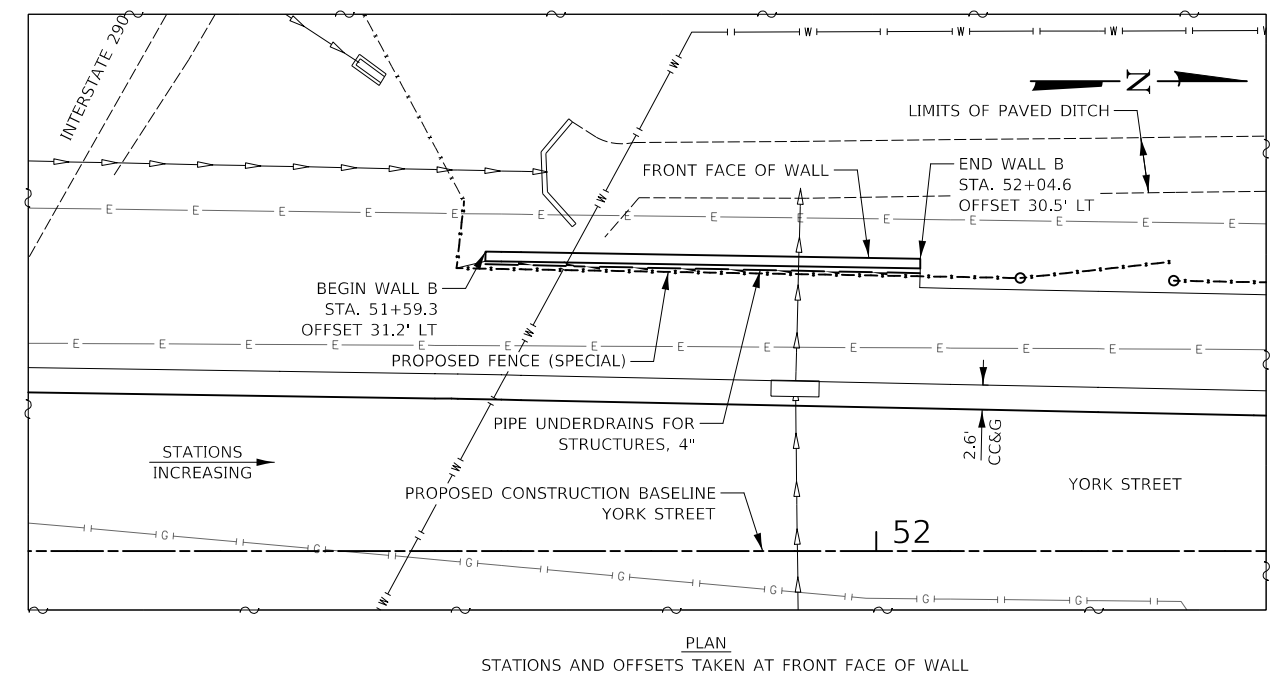 INTERSTATE 290
N
LIMITS OF PAVED DITCH
FRONT FACE OF WALL
END WALL B
STA. 52+04.6
OFFSET 30.5' LT
BEGIN WALL B
STA. 51+59.3
OFFSET 31.2' LT
PROPOSED FENCE (SPECIAL)
PIPE UNDERDRAINS FOR
STRUCTURES, 4"
2.6'
CC&G
STATIONS
INCREASING
YORK STREET
PROPOSED CONSTRUCTION BASELINE
YORK STREET
52
W W W W W
W
W
W
W
W
E E E E E E E E E E E E E E
E E E E E E E E E E E E E E
G G G G G G G
PLAN
STATIONS AND OFFSETS TAKEN AT FRONT FACE OF WALL